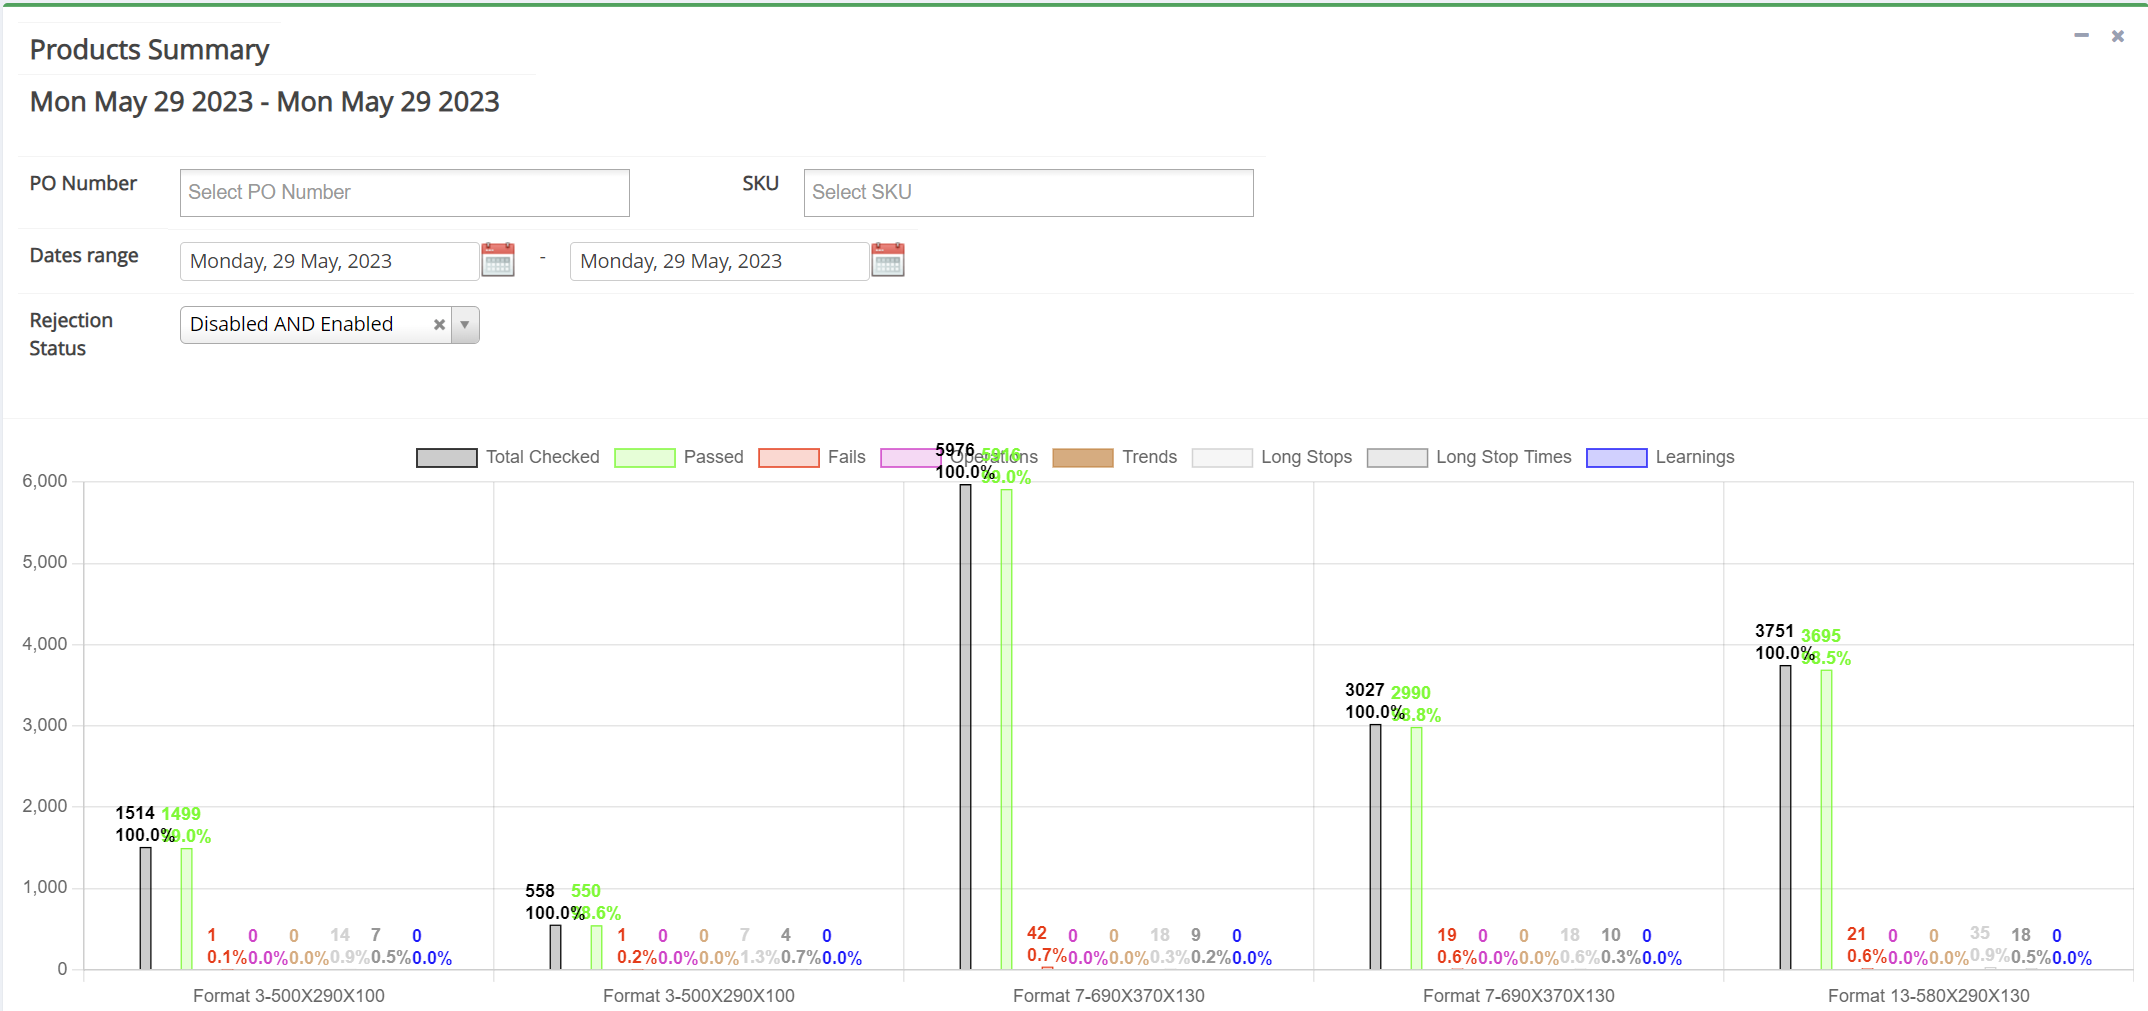 Products Summary
Mon May 29 2023 - Mon May 29 2023
PO Number Select PO Number SKU Select SKU
Dates range Monday, 29 May, 2023 - Monday, 29 May, 2023
Rejection Status Disabled AND Enabled
Total Checked Passed Fails Operations Trends Long Stops Long Stop Times Learnings
6,000
5,000
4,000
3,000
2,000
1,000
0
1514 1499 1 0 0 14 7 0
100.0% 99.0% 0.1% 0.0% 0.0% 0.9% 0.5% 0.0%
558 550 1 0 0 7 4 0
100.0% 98.6% 0.2% 0.0% 0.0% 1.3% 0.7% 0.0%
5976 5916 42 0 0 18 9 0
100.0% 99.0% 0.7% 0.0% 0.0% 0.3% 0.2% 0.0%
3027 2990 19 0 0 18 10 0
100.0% 98.8% 0.6% 0.0% 0.0% 0.6% 0.3% 0.0%
3751 3695 21 0 0 35 18 0
100.0% 98.5% 0.6% 0.0% 0.0% 0.9% 0.5% 0.0%
Format 3-500X290X100 Format 3-500X290X100 Format 7-690X370X130 Format 7-690X370X130 Format 13-580X290X130